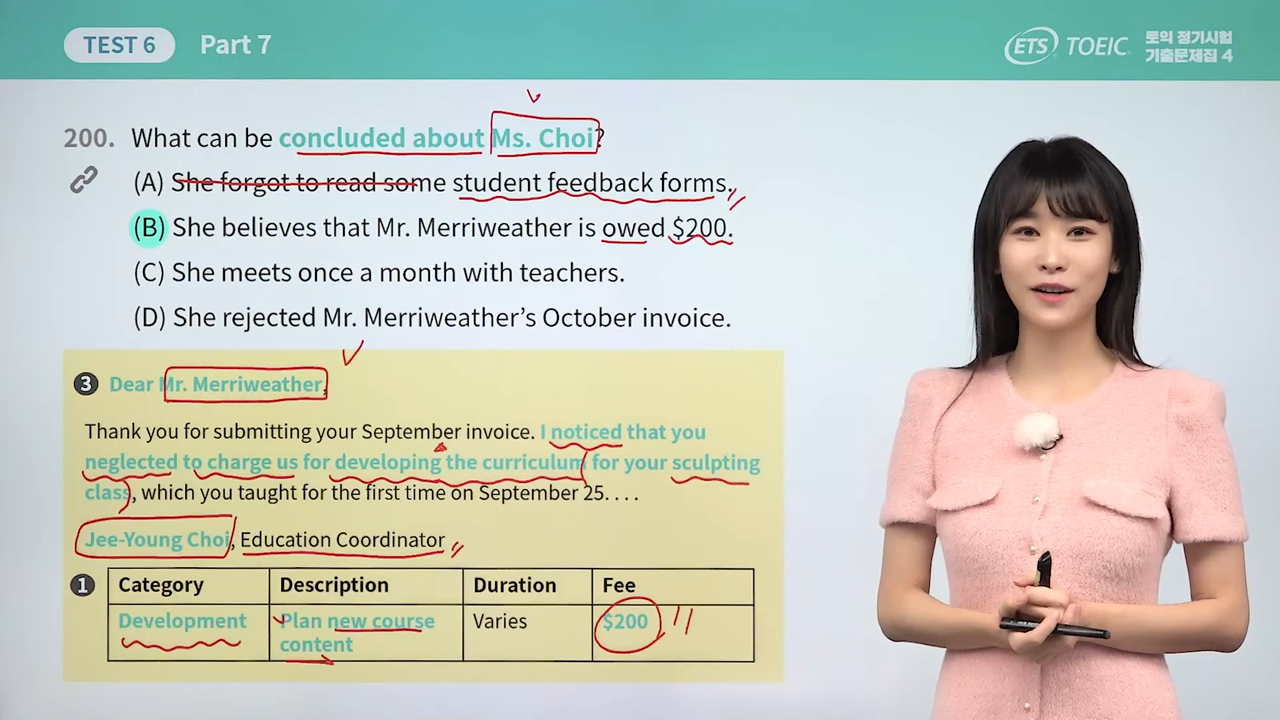 TEST 6 Part 7
ETS TOEIC 토익 정기시험
기출문제집 4
200. What can be concluded about Ms. Choi?
(A) She forgot to read some student feedback forms.
(B) She believes that Mr. Merriweather is owed $200.
(C) She meets once a month with teachers.
(D) She rejected Mr. Merriweather's October invoice.
❸ Dear Mr. Merriweather,
Thank you for submitting your September invoice. I noticed that you
neglected to charge us for developing the curriculum for your sculpting
class, which you taught for the first time on September 25. . . .
Jee-Young Choi, Education Coordinator
❶ Category Description Duration Fee
Development Plan new course Varies $200
content